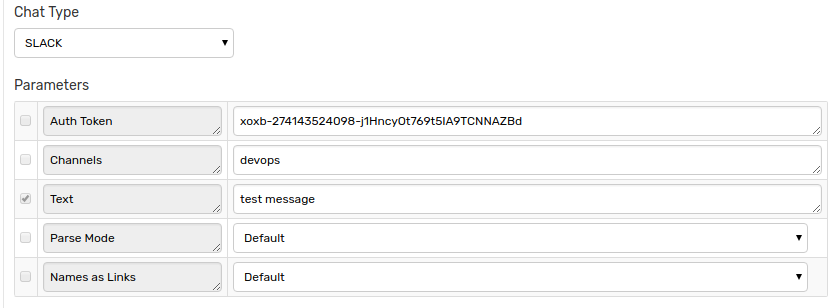 Chat Type
SLACK
Parameters
Auth Token xoxb-274143524098-j1HncyOt769t5lA9TCNNAZBd
Channels devops
Text test message
Parse Mode Default
Names as Links Default